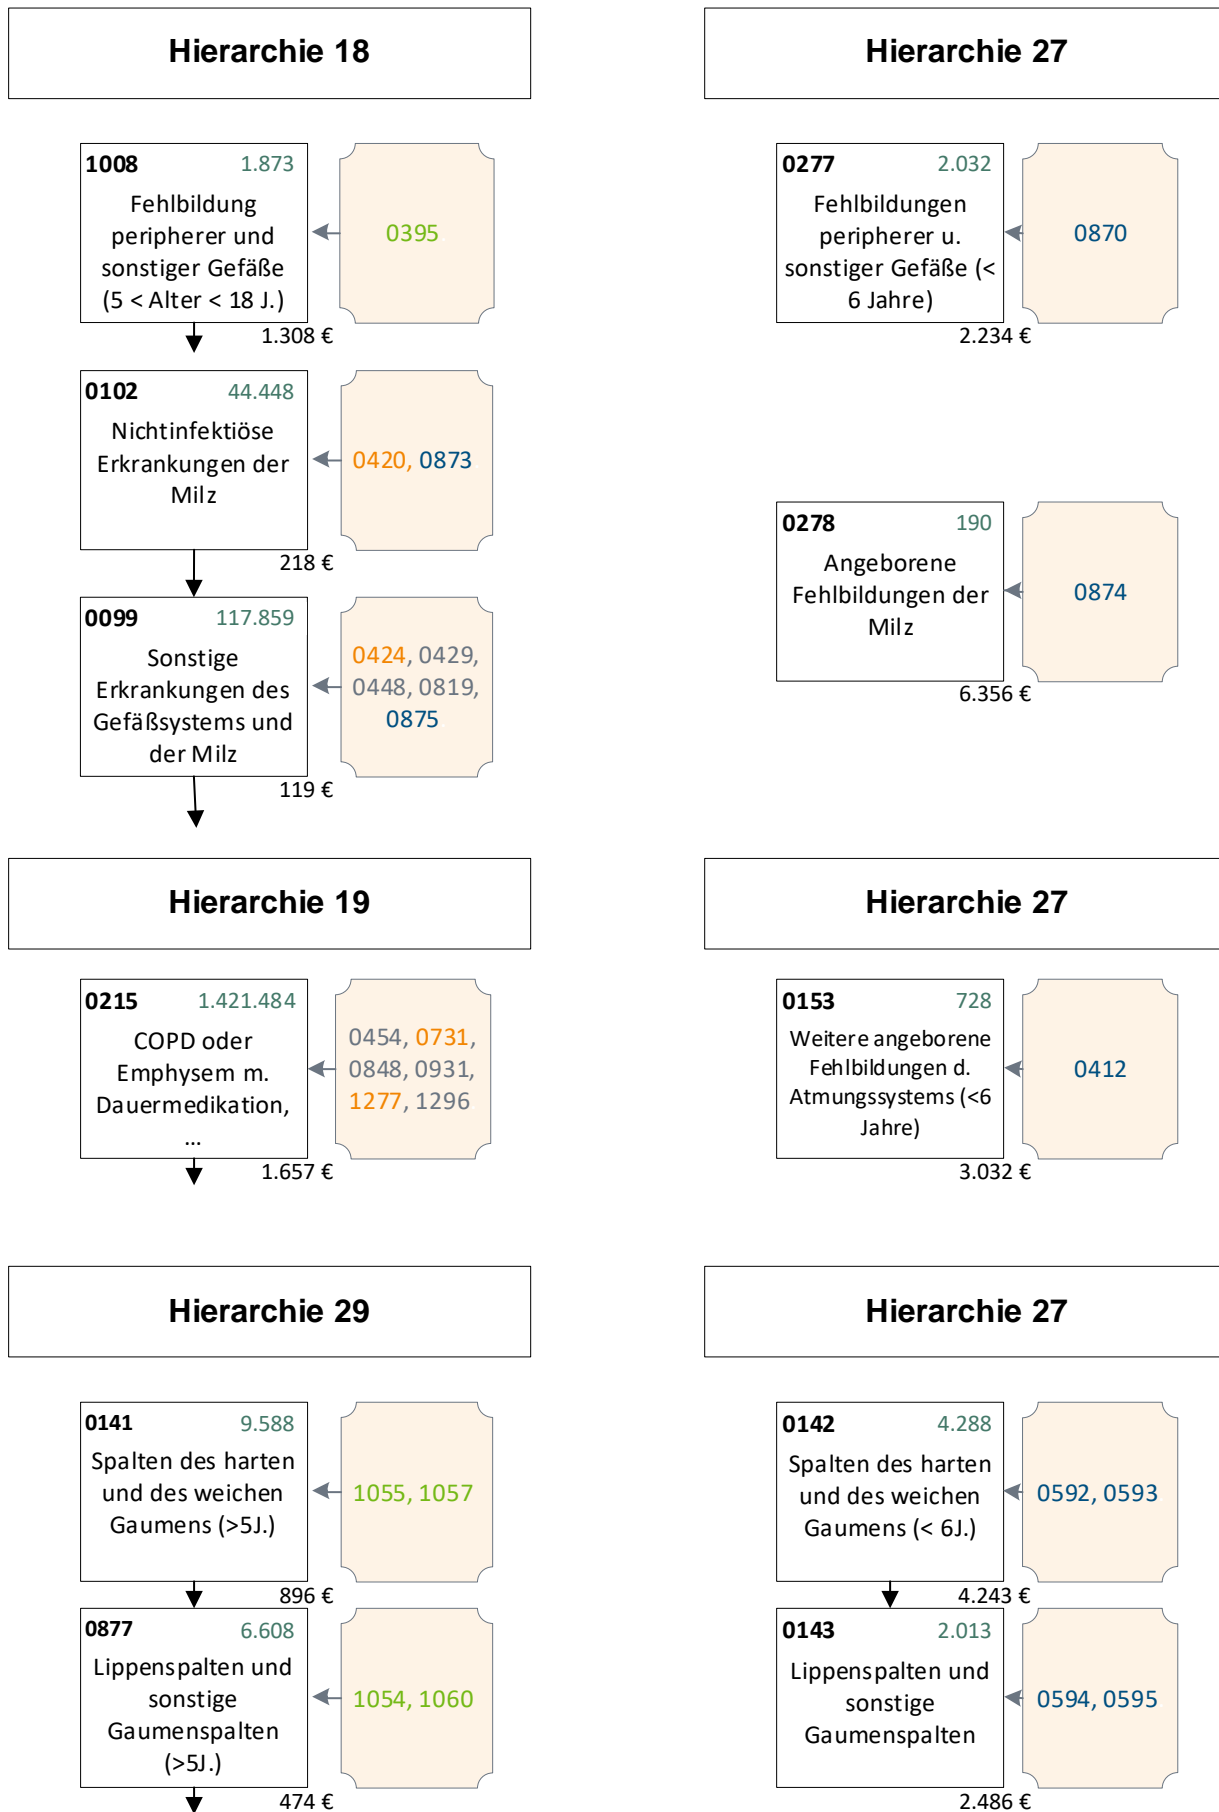 Hierarchie 18
Hierarchie 27
1008 1.873
Fehlbildung
peripherer und
sonstiger Gefäße
(5 < Alter < 18 J.)
0395
1.308 €
0277 2.032
Fehlbildungen
peripherer u.
sonstiger Gefäße (<
6 Jahre)
0870
2.234 €
0102 44.448
Nichtinfektiöse
Erkrankungen der
Milz
0420, 0873
218 €
0278 190
Angeborene
Fehlbildungen der
Milz
0874
6.356 €
0099 117.859
Sonstige
Erkrankungen des
Gefäßsystems und
der Milz
0424, 0429,
0448, 0819,
0875
119 €
Hierarchie 19
Hierarchie 27
0215 1.421.484
COPD oder
Emphysem m.
Dauermedikation,
...
0454, 0731,
0848, 0931,
1277, 1296
1.657 €
0153 728
Weitere angeborene
Fehlbildungen d.
Atmungssystems (<6
Jahre)
0412
3.032 €
Hierarchie 29
Hierarchie 27
0141 9.588
Spalten des harten
und des weichen
Gaumens (>5J.)
1055, 1057
896 €
0142 4.288
Spalten des harten
und des weichen
Gaumens (< 6J.)
0592, 0593
4.243 €
0877 6.608
Lippenspalten und
sonstige
Gaumenspalten
(>5J.)
1054, 1060
474 €
0143 2.013
Lippenspalten und
sonstige
Gaumenspalten
0594, 0595
2.486 €